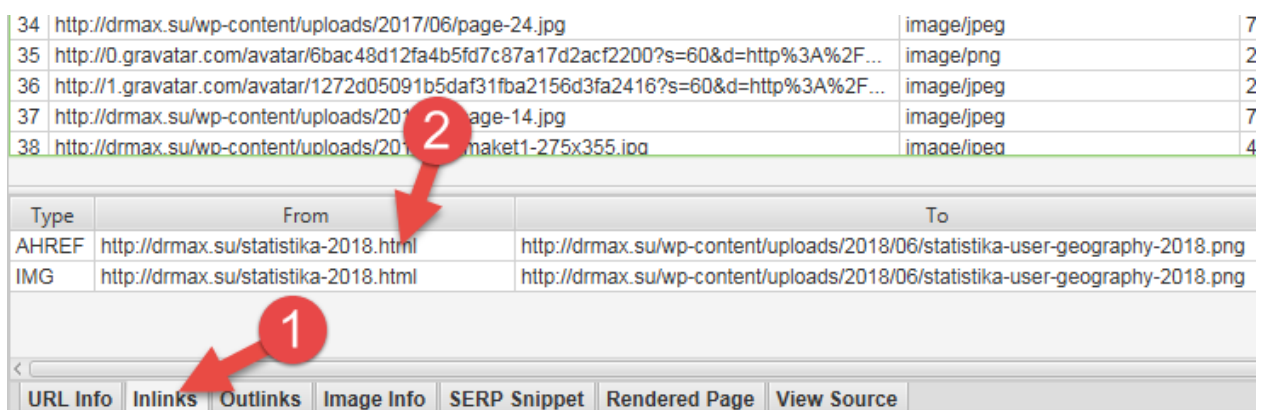 34 http://drmax.su/wp-content/uploads/2017/06/page-24.jpg image/jpeg 7
35 http://0.gravatar.com/avatar/6bac48d12fa4b5fd7c87a17d2acf2200?s=60&d=http%3A%2F... image/png 2
36 http://1.gravatar.com/avatar/1272d05091b5daf31fba2156d3fa2416?s=60&d=http%3A%2F... image/jpeg 2
37 http://drmax.su/wp-content/uploads/201 age-14.jpg image/jpeg 7
2
38 http://drmax.su/wp-content/uploads/201 maket1-275x355.jpg image/jpeg 4
Type From To
AHREF http://drmax.su/statistika-2018.html http://drmax.su/wp-content/uploads/2018/06/statistika-user-geography-2018.png
IMG http://drmax.su/statistika-2018.html http://drmax.su/wp-content/uploads/2018/06/statistika-user-geography-2018.png
1
URL Info Inlinks Outlinks Image Info SERP Snippet Rendered Page View Source